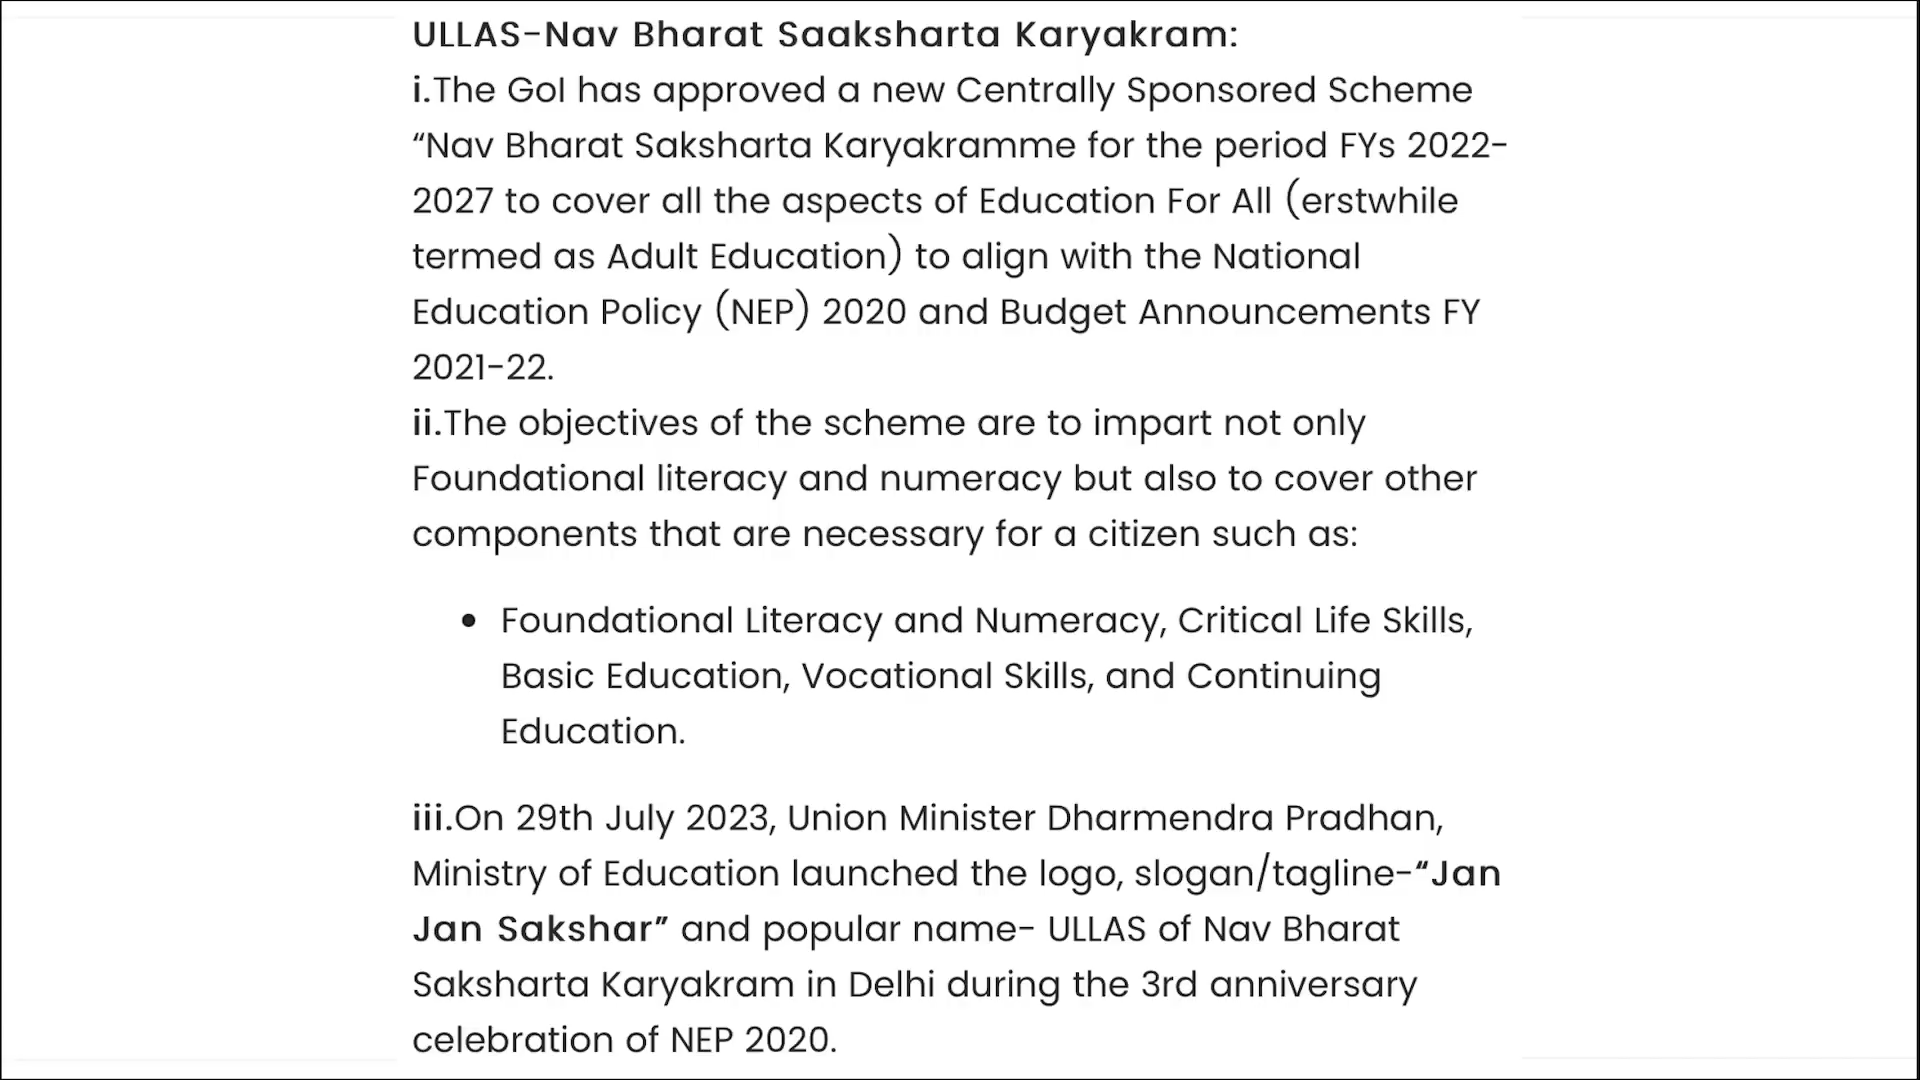 ULLAS-Nav Bharat Saaksharta Karyakram:
i.The GoI has approved a new Centrally Sponsored Scheme
“Nav Bharat Saksharta Karyakramme for the period FYs 2022-
2027 to cover all the aspects of Education For All (erstwhile
termed as Adult Education) to align with the National
Education Policy (NEP) 2020 and Budget Announcements FY
2021-22.
ii.The objectives of the scheme are to impart not only
Foundational literacy and numeracy but also to cover other
components that are necessary for a citizen such as:
• Foundational Literacy and Numeracy, Critical Life Skills,
Basic Education, Vocational Skills, and Continuing
Education.
iii.On 29th July 2023, Union Minister Dharmendra Pradhan,
Ministry of Education launched the logo, slogan/tagline-“Jan
Jan Sakshar” and popular name- ULLAS of Nav Bharat
Saksharta Karyakram in Delhi during the 3rd anniversary
celebration of NEP 2020.